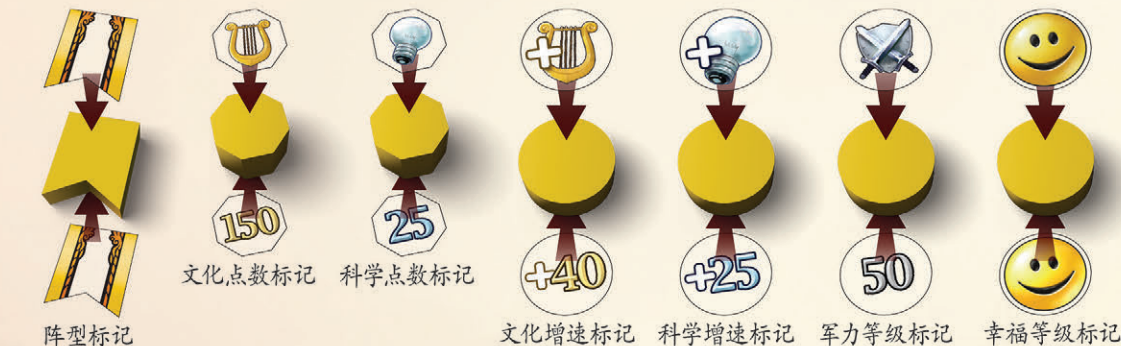 150
25
文化点数标记
科学点数标记
+40
+25
50
阵型标记
文化增速标记
科学增速标记
军力等级标记
幸福等级标记